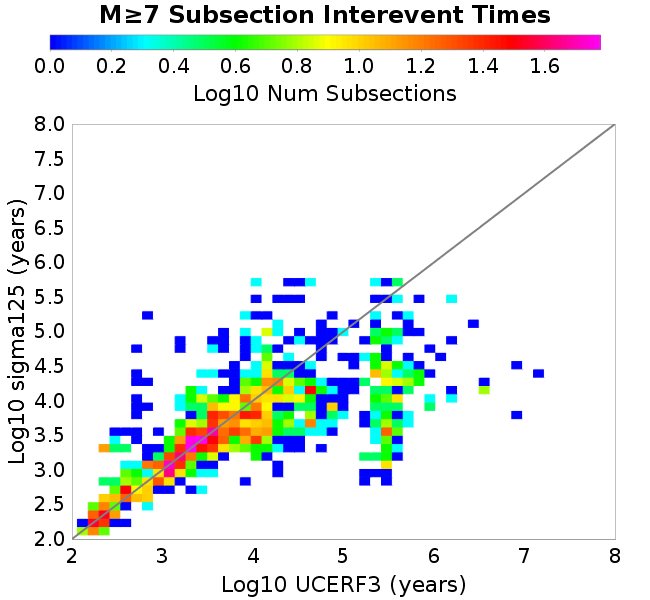 M≥7 Subsection Interevent Times
0.0 0.2 0.4 0.6 0.8 1.0 1.2 1.4 1.6
Log10 Num Subsections
8.0
7.5
7.0
6.5
6.0
5.5
5.0
4.5
4.0
3.5
3.0
2.5
2.0
Log10 sigma125 (years)
2 3 4 5 6 7 8
Log10 UCERF3 (years)